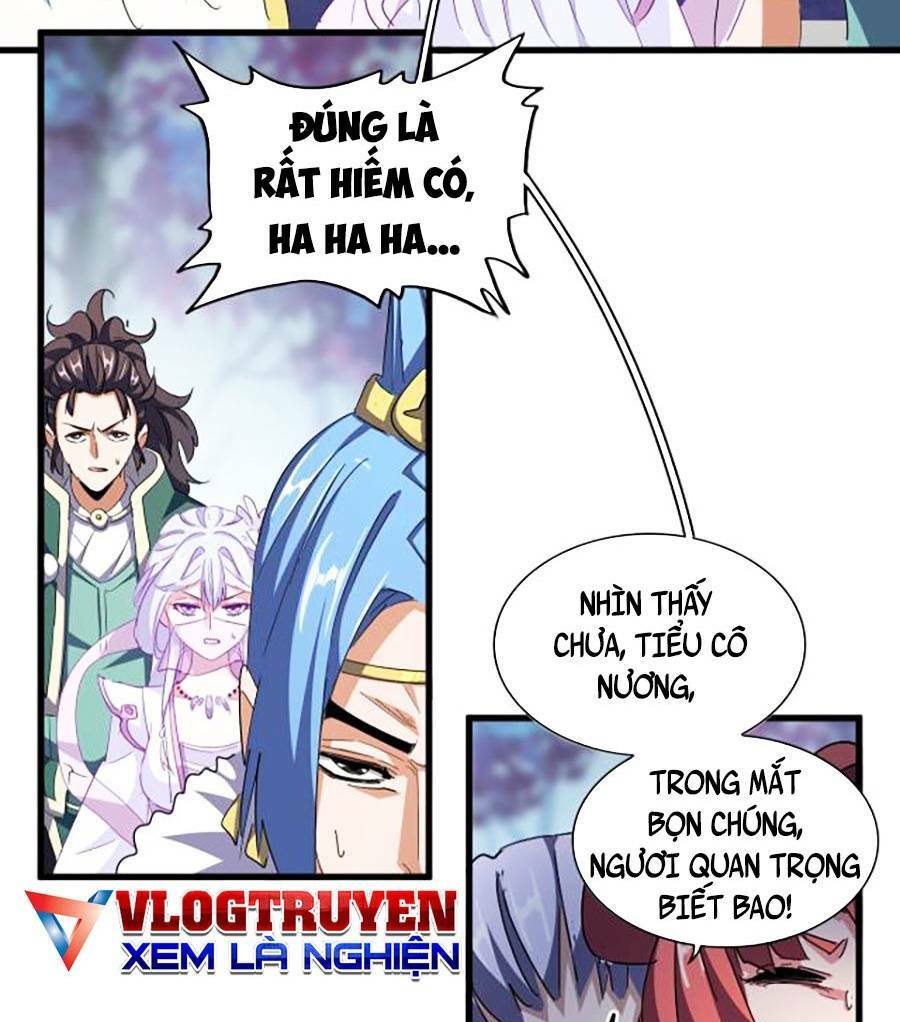 ĐÚNG LÀ
RẤT HIẾM CÓ,
HA HA HA...
NHÌN THẤY
CHƯA, TIỂU CÔ
NƯƠNG,
TRONG MẮT
BỌN CHÚNG,
NGƯƠI QUAN TRỌNG
BIẾT BAO!
VLOGTRUYEN
XEM LÀ NGHIỆN